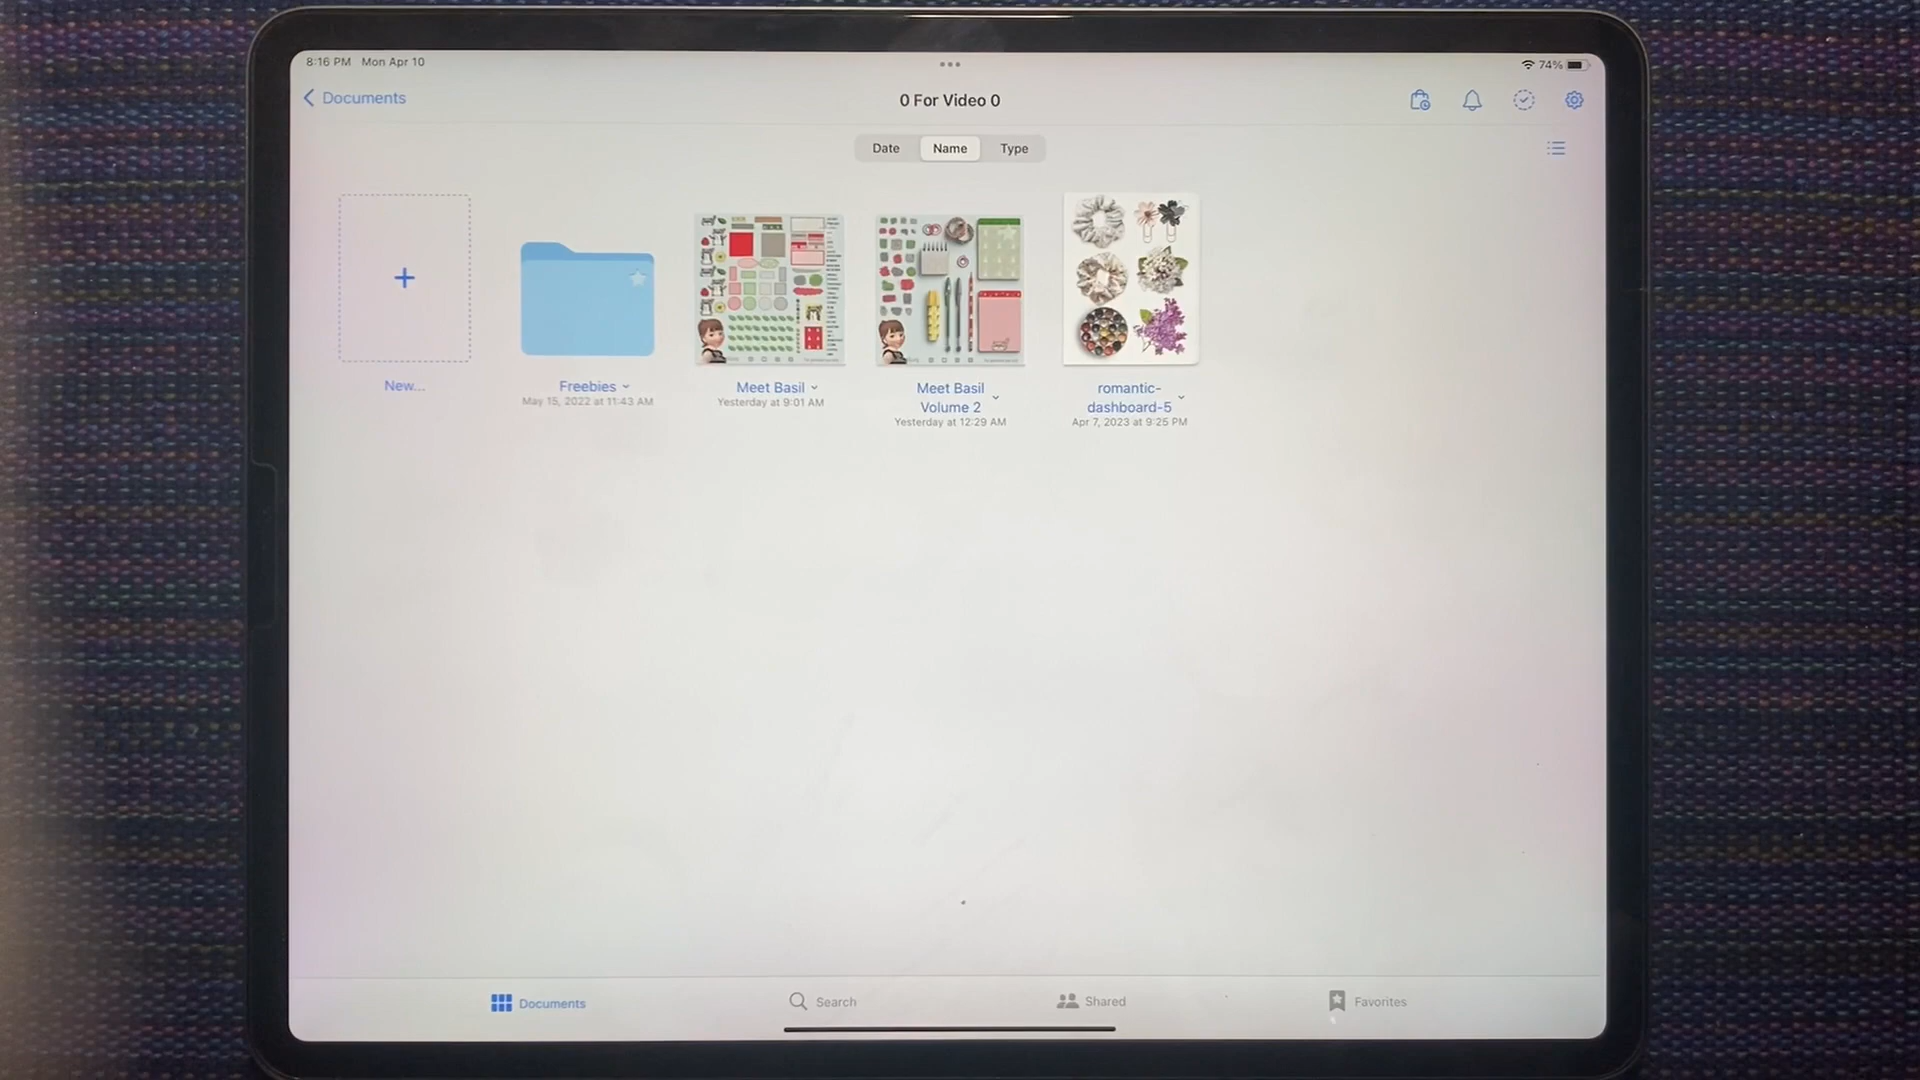 8:16 PM Mon Apr 10
74%
Documents
0 For Video 0
Date Name Type
New...
Freebies
May 15, 2022 at 11:43 AM
Meet Basil
Yesterday at 9:01 AM
Meet Basil
Volume 2
Yesterday at 12:29 AM
romantic-
dashboard-5
Apr 7, 2023 at 9:25 PM
Documents
Search
Shared
Favorites